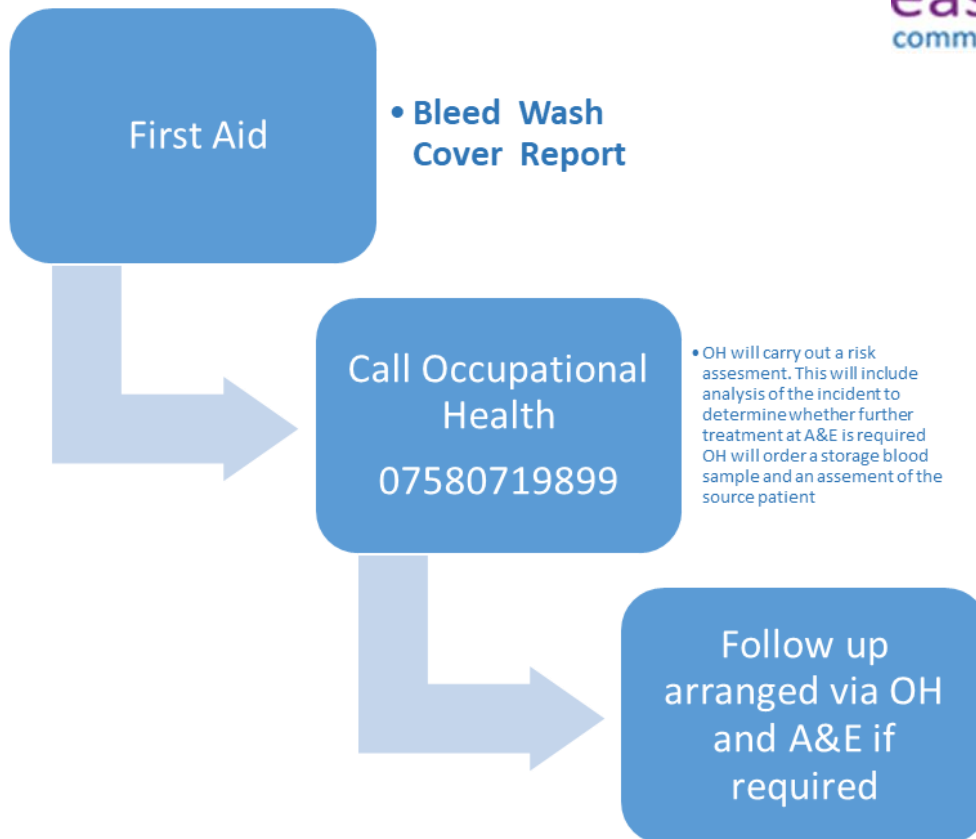 First Aid
• Bleed Wash
Cover Report
Call Occupational
Health
07580719899
• OH will carry out a risk
assesment. This will include
analysis of the incident to
determine whether further
treatment at A&E is required
OH will order a storage blood
sample and an assement of the
source patient
Follow up
arranged via OH
and A&E if
required